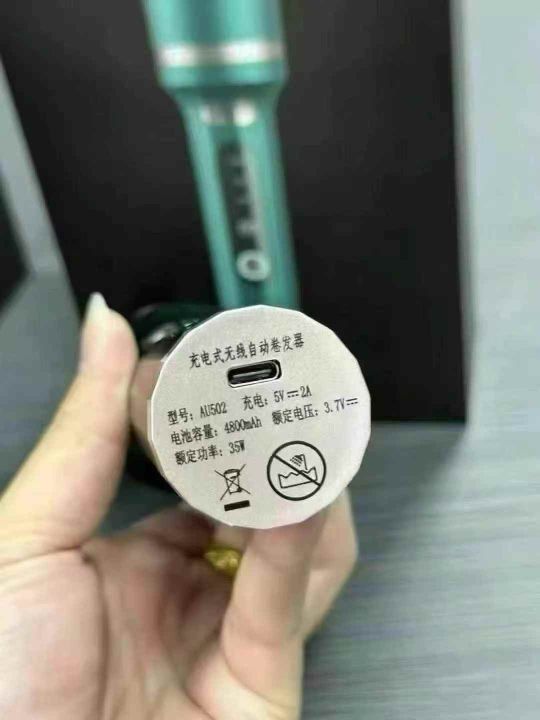 充电式无线自动卷发器
型号: AU502 充电: 5V⎓2A
电池容量: 4800mAh 额定电压: 3.7V⎓
额定功率: 35W